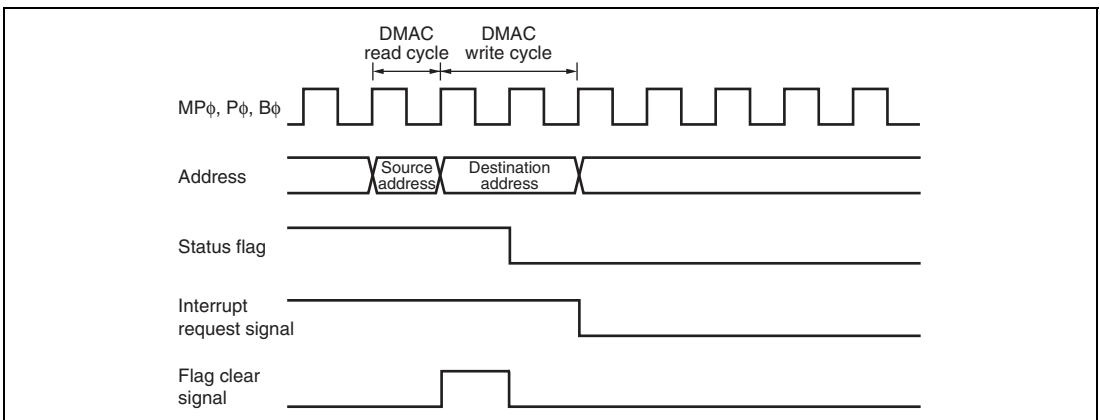 DMAC DMAC
read cycle write cycle
MPϕ, Pϕ, Bϕ
Address
Source
address
Destination
address
Status flag
Interrupt
request signal
Flag clear
signal